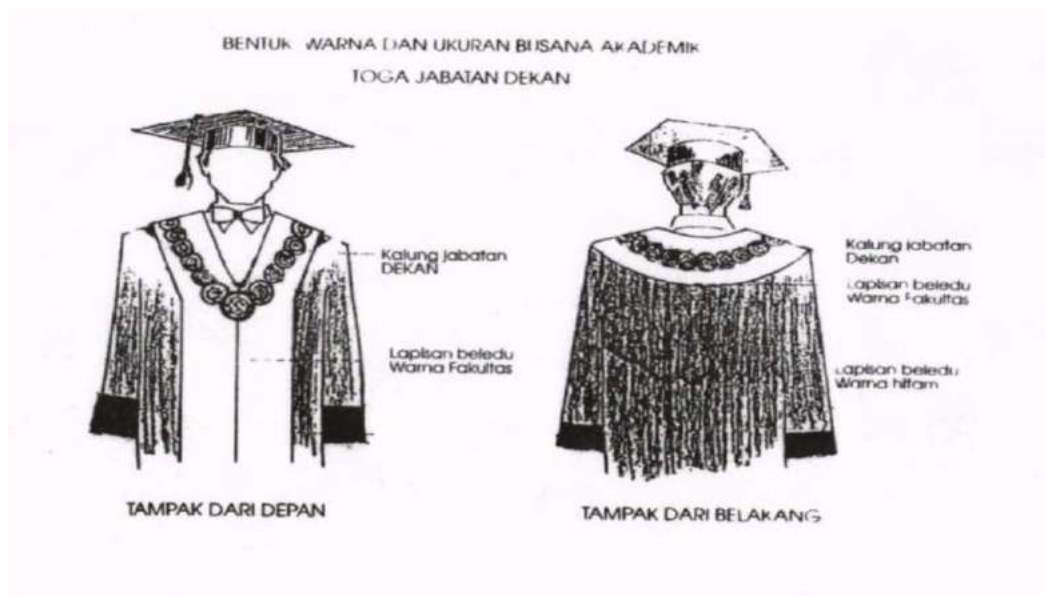 BENTUK WARNA DAN UKURAN BUSANA AKADEMIK
TOGA JABATAN DEKAN
Kalung jabatan
DEKAN
Lapisan beledu
Warna Fakultas
TAMPAK DARI DEPAN
Kalung jabatan
Dekan
Lapisan beledu
Warna Fakultas
Lapisan beledu
Warna hitam
TAMPAK DARI BELAKANG